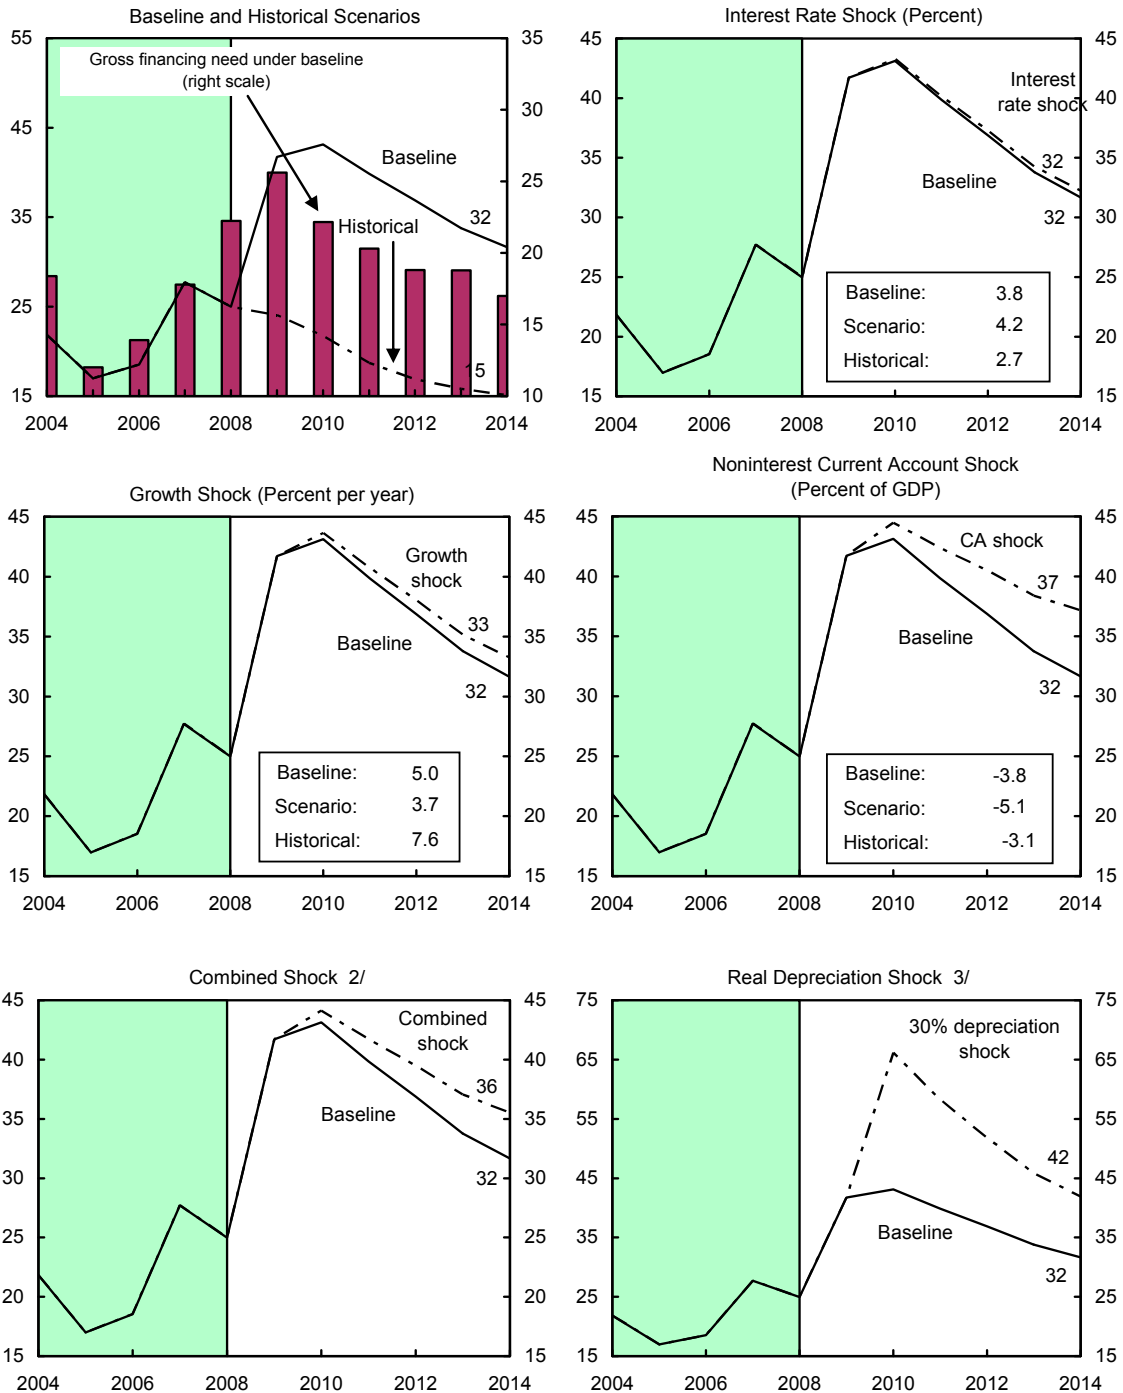 Baseline and Historical Scenarios
55
45
35
25
15
35
30
25
20
15
10
Gross financing need under baseline
(right scale)
Baseline
32
Historical
5
2004 2006 2008 2010 2012 2014
Interest Rate Shock (Percent)
45
40
35
30
25
20
15
45
40
35
30
25
20
15
Interest
rate shock
32
Baseline
32
Baseline: 3.8
Scenario: 4.2
Historical: 2.7
2004 2006 2008 2010 2012 2014
Growth Shock (Percent per year)
45
40
35
30
25
20
15
45
40
35
30
25
20
15
Growth
shock
33
Baseline
32
Baseline: 5.0
Scenario: 3.7
Historical: 7.6
2004 2006 2008 2010 2012 2014
Noninterest Current Account Shock
(Percent of GDP)
45
40
35
30
25
20
15
45
40
35
30
25
20
15
CA shock
37
Baseline
32
Baseline: -3.8
Scenario: -5.1
Historical: -3.1
2004 2006 2008 2010 2012 2014
Combined Shock 2/
45
40
35
30
25
20
15
45
40
35
30
25
20
15
Combined
shock
36
Baseline
32
2004 2006 2008 2010 2012 2014
Real Depreciation Shock 3/
75
65
55
45
35
25
15
75
65
55
45
35
25
15
30% depreciation
shock
42
Baseline
32
2004 2006 2008 2010 2012 2014